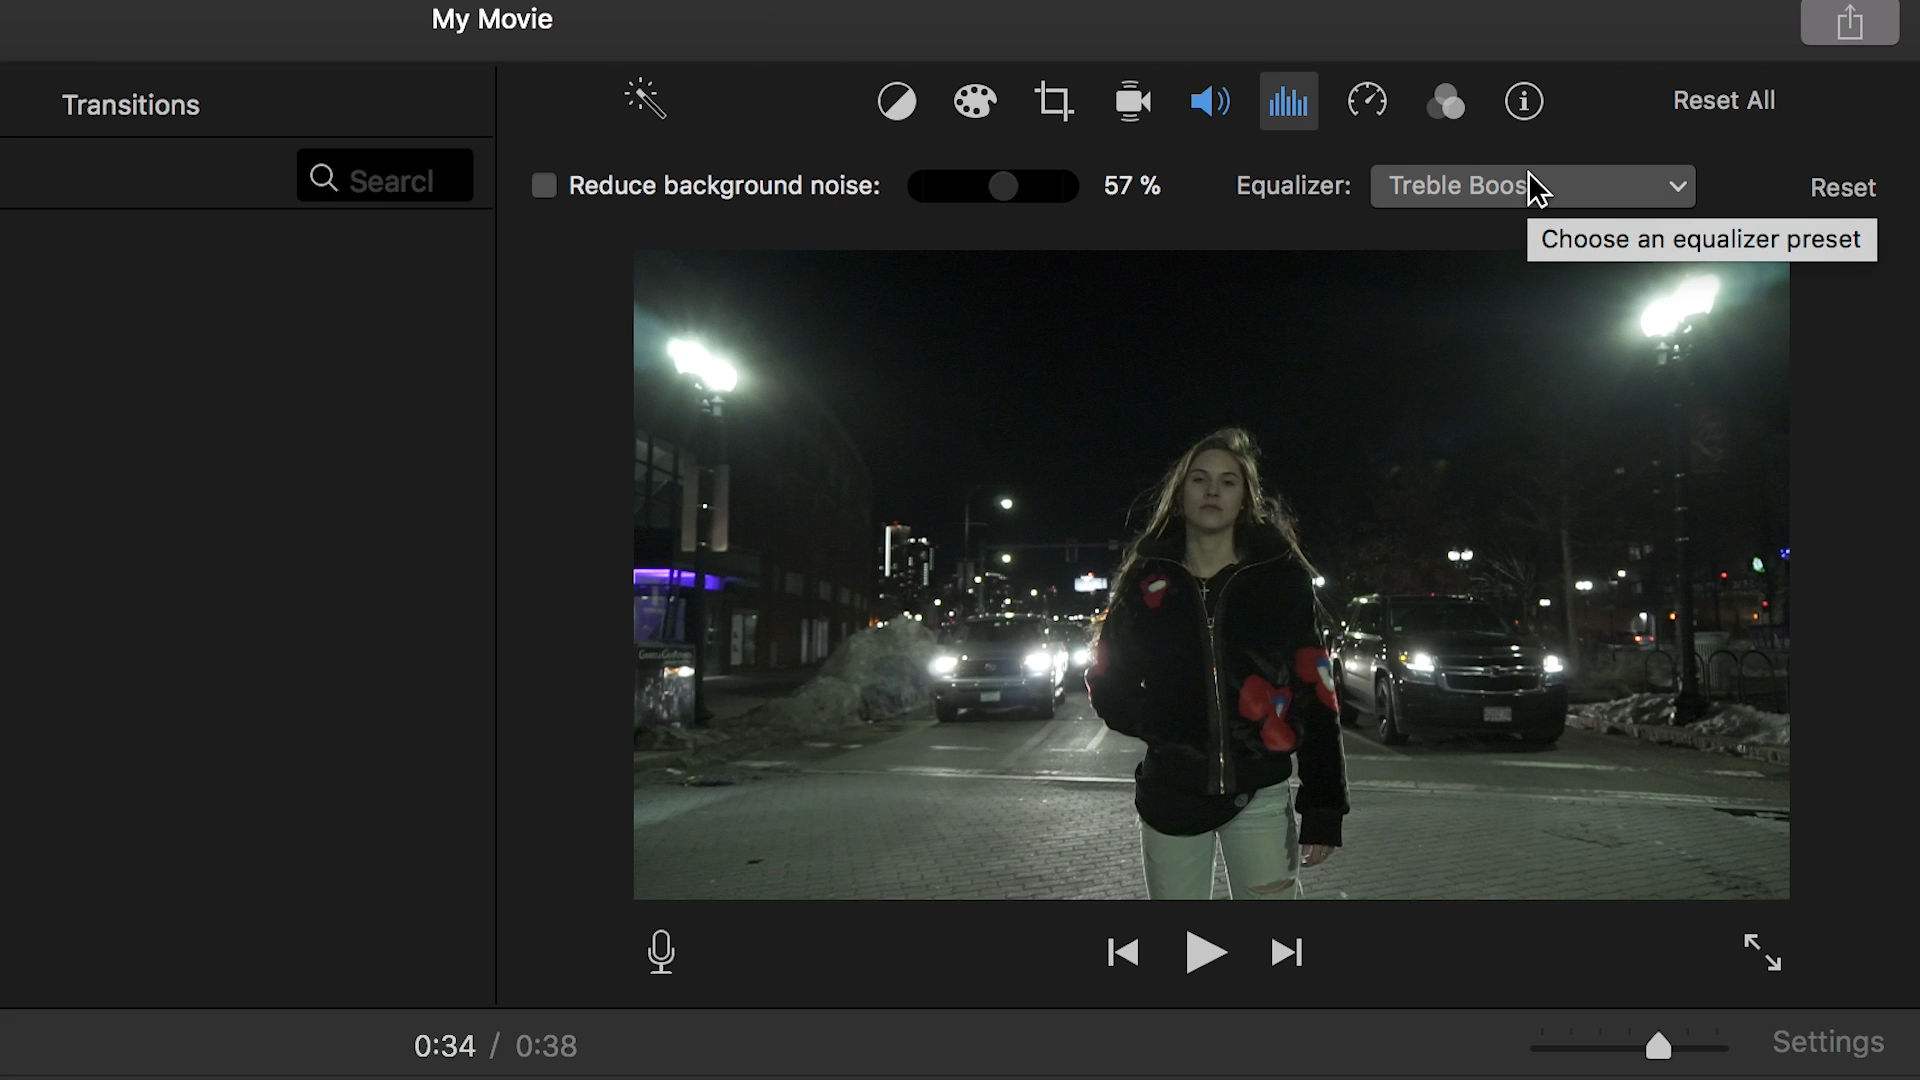 My Movie
Transitions
Reset All
Searcl
Reduce background noise:
57 %
Equalizer:
Treble Boos
Reset
Choose an equalizer preset
0:34 / 0:38
Settings